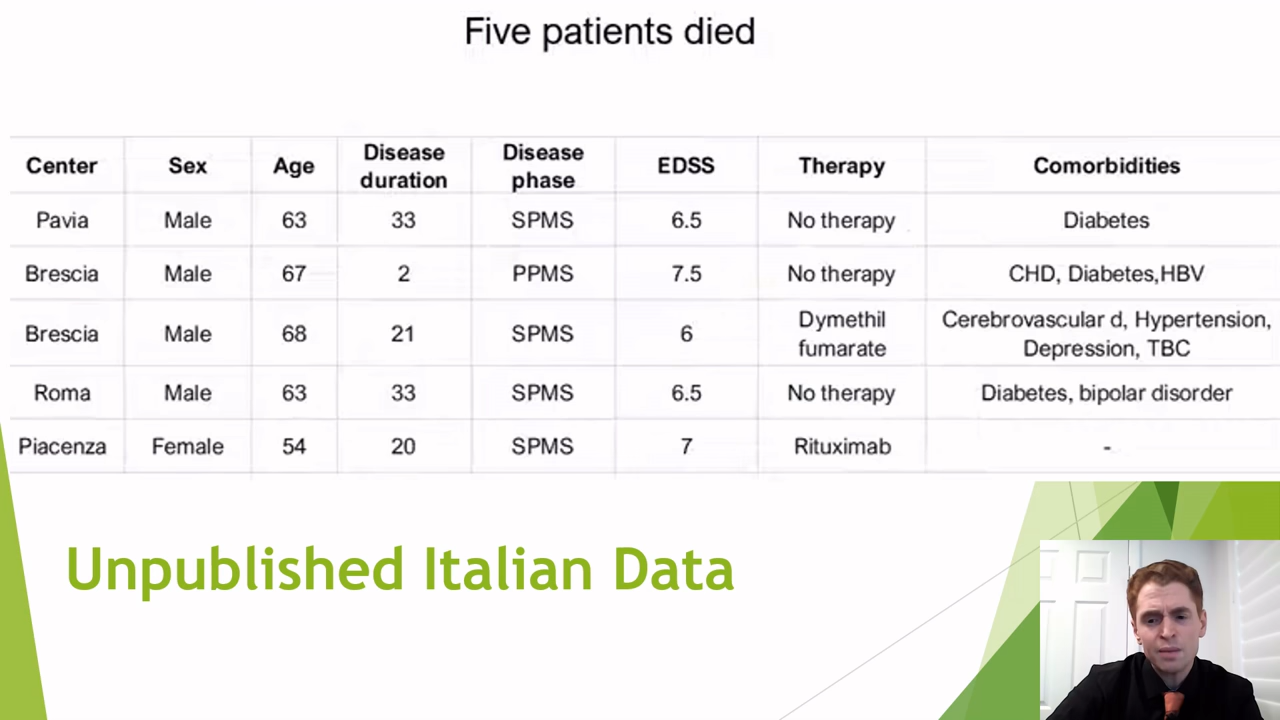 Five patients died
Center Sex Age Disease duration Disease phase EDSS Therapy Comorbidities
Pavia Male 63 33 SPMS 6.5 No therapy Diabetes
Brescia Male 67 2 PPMS 7.5 No therapy CHD, Diabetes,HBV
Brescia Male 68 21 SPMS 6 Dymethil fumarate Cerebrovascular d, Hypertension, Depression, TBC
Roma Male 63 33 SPMS 6.5 No therapy Diabetes, bipolar disorder
Piacenza Female 54 20 SPMS 7 Rituximab -
Unpublished Italian Data